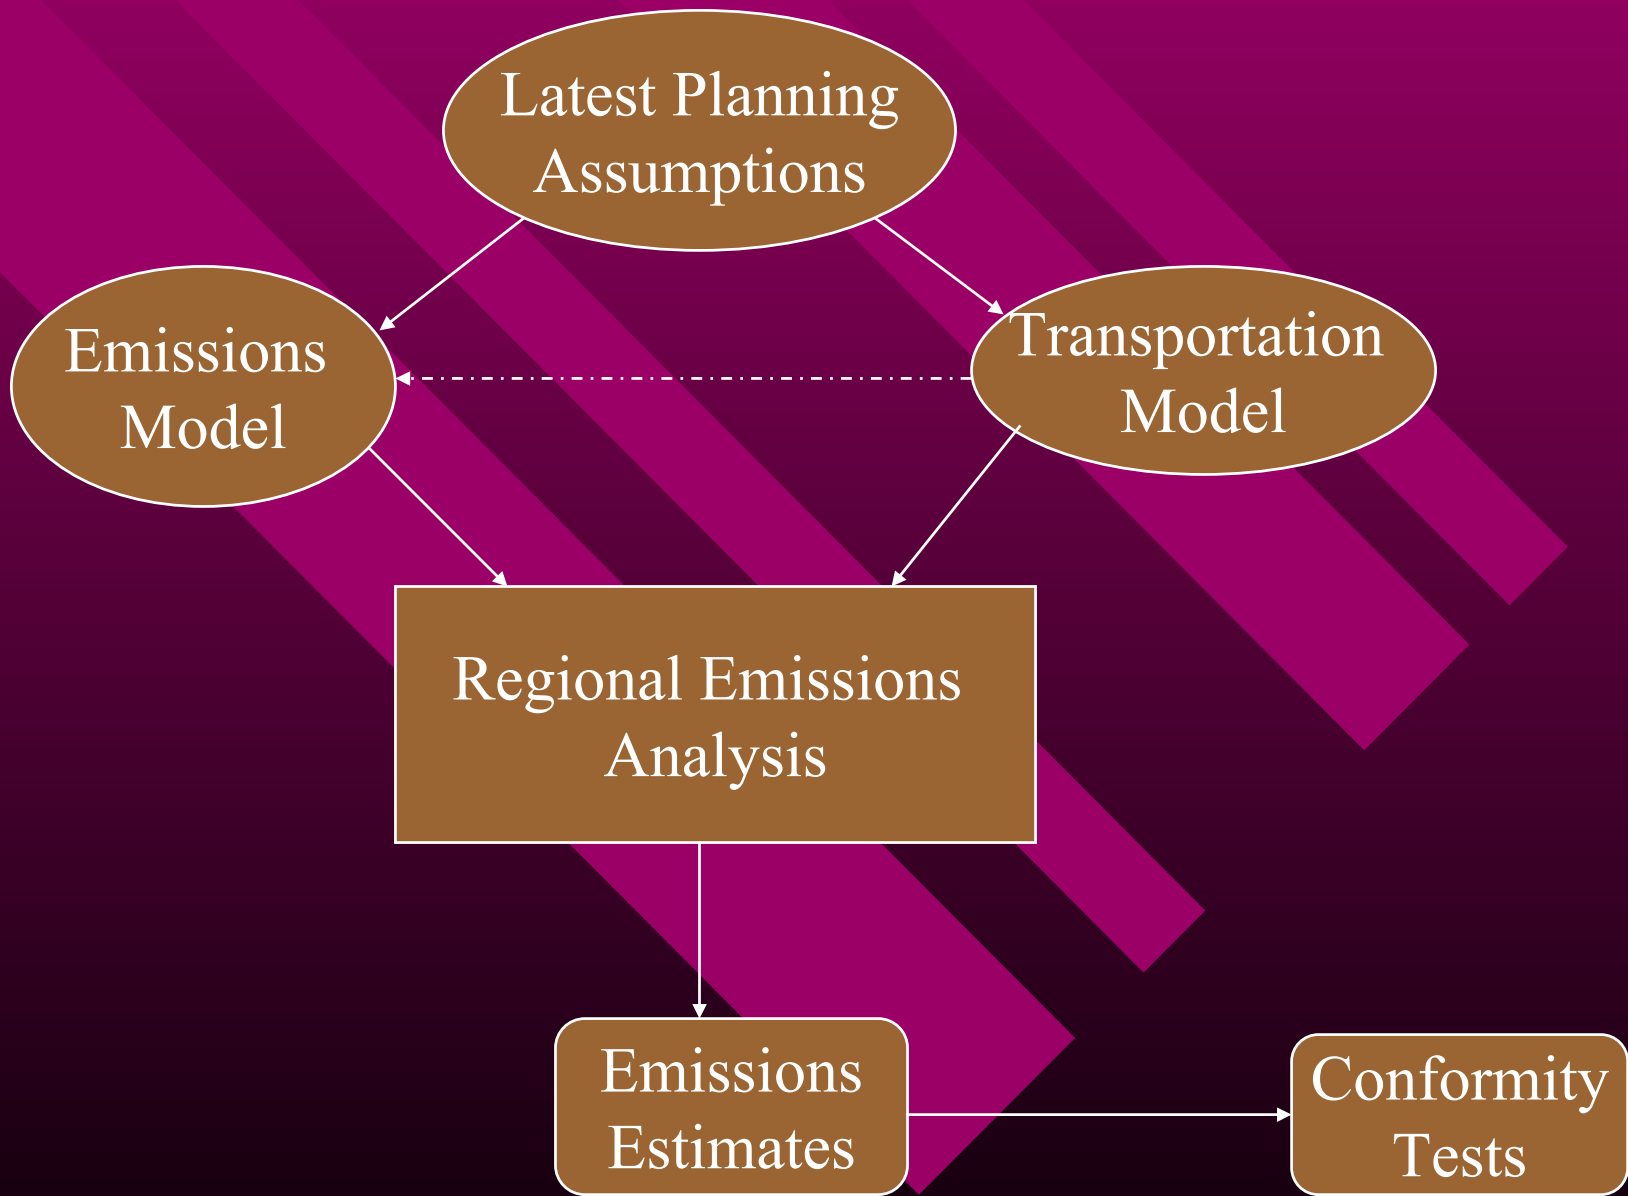 Latest Planning
Assumptions
Emissions
Model
Transportation
Model
Regional Emissions
Analysis
Emissions
Estimates
Conformity
Tests